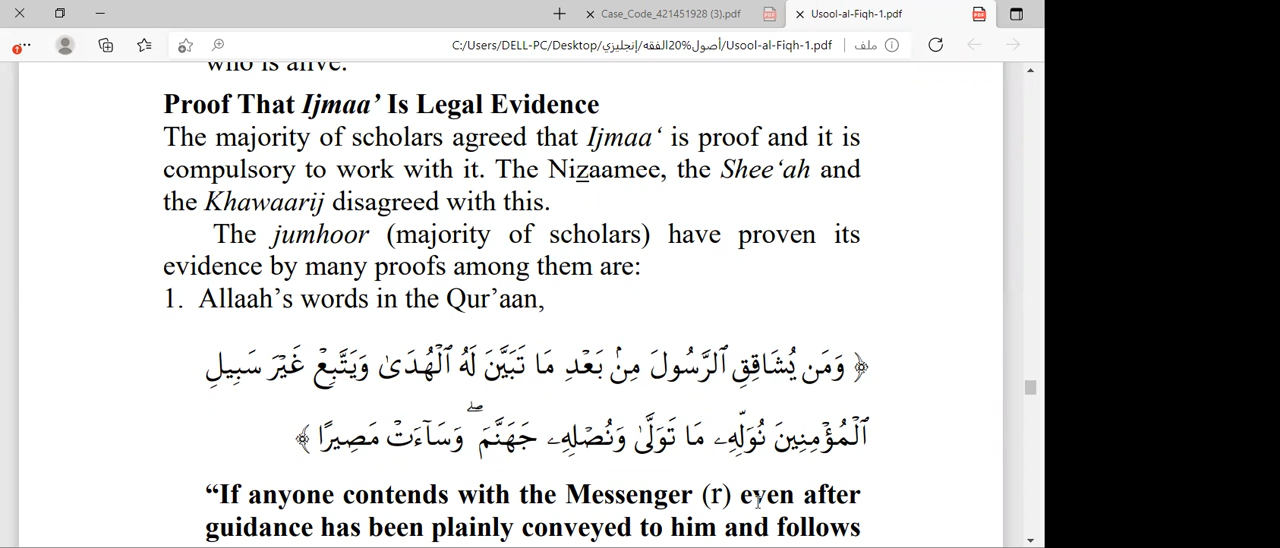 Case_Code_421451928 (3).pdf
Usool-al-Fiqh-1.pdf
C:/Users/DELL-PC/Desktop/أصول%20الفقه/إنجليزي/Usool-al-Fiqh-1.pdf
ملف
who is alive.
Proof That Ijmaa’ Is Legal Evidence
The majority of scholars agreed that Ijmaa‘ is proof and it is
compulsory to work with it. The Nizaamee, the Shee‘ah and
the Khawaarij disagreed with this.
The jumhoor (majority of scholars) have proven its
evidence by many proofs among them are:
1. Allaah’s words in the Qur’aan,
﴿ وَمَن يُشَاقِقِ ٱلرَّسُولَ مِنۢ بَعْدِ مَا تَبَيَّنَ لَهُ ٱلْهُدَىٰ وَيَتَّبِعْ غَيْرَ سَبِيلِ
ٱلْمُؤْمِنِينَ نُوَلِّهِۦ مَا تَوَلَّىٰ وَنُصْلِهِۦ جَهَنَّمَ ۖ وَسَآءَتْ مَصِيرًا ﴾
“If anyone contends with the Messenger (r) even after
guidance has been plainly conveyed to him and follows